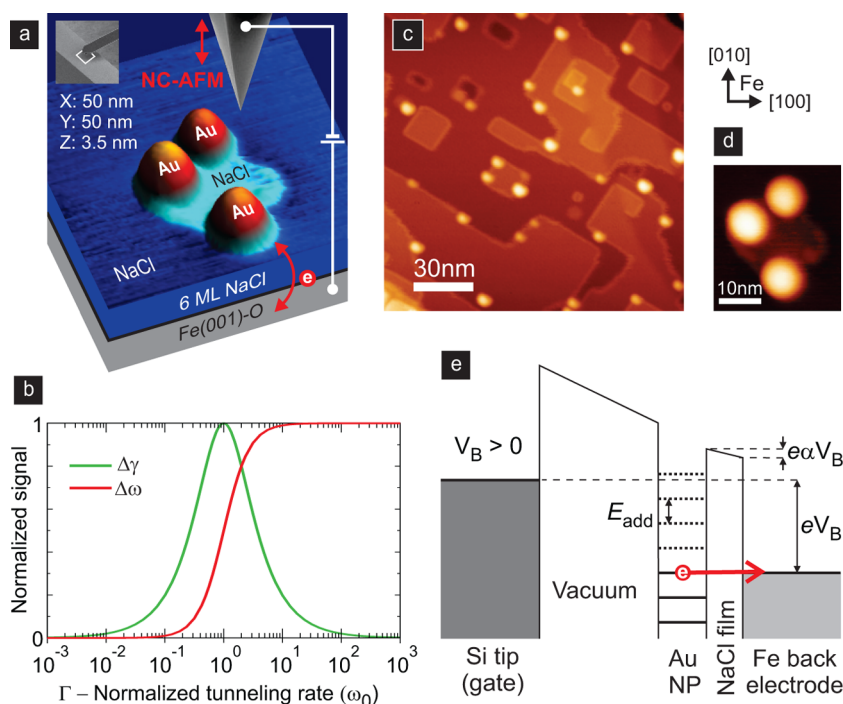 a
NC-AFM
X: 50 nm
Y: 50 nm
Z: 3.5 nm
Au
Au
NaCl
Au
NaCl
6 ML NaCl
e
Fe(001)-O
c
30nm
[010]
Fe
[100]
d
10nm
b
Normalized signal
1
0
Δγ
Δω
10⁻³ 10⁻² 10⁻¹ 10⁰ 10¹ 10² 10³
Γ – Normalized tunneling rate (ω₀)
e
V_B > 0
eαV_B
E_add
eV_B
e
Vacuum
Si tip
(gate)
Au
NP
NaCl film
Fe back
electrode